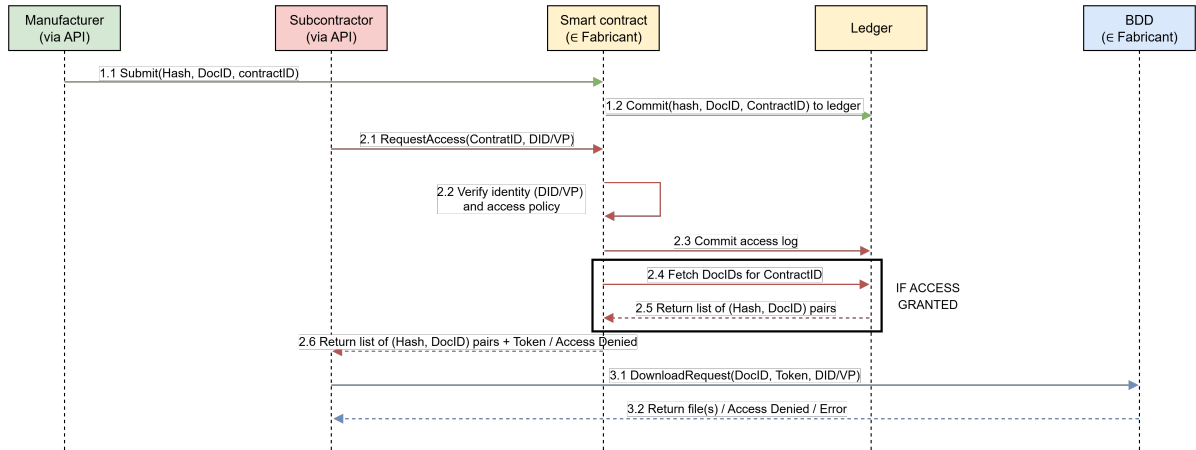 Manufacturer
(via API)
Subcontractor
(via API)
Smart contract
(∈ Fabricant)
Ledger
BDD
(∈ Fabricant)
1.1 Submit(Hash, DocID, contractID)
1.2 Commit(hash, DocID, ContractID) to ledger
2.1 RequestAccess(ContratID, DID/VP)
2.2 Verify identity (DID/VP)
and access policy
2.3 Commit access log
2.4 Fetch DocIDs for ContractID
IF ACCESS
GRANTED
2.5 Return list of (Hash, DocID) pairs
2.6 Return list of (Hash, DocID) pairs + Token / Access Denied
3.1 DownloadRequest(DocID, Token, DID/VP)
3.2 Return file(s) / Access Denied / Error